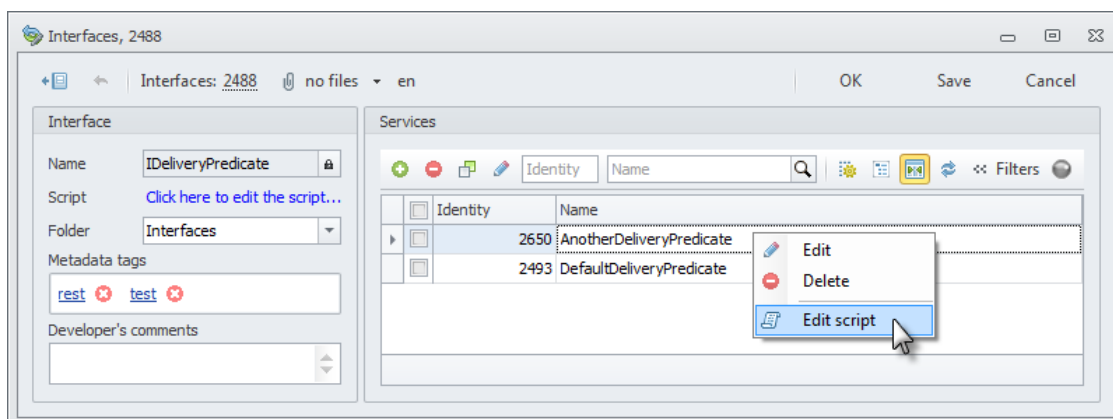 Interfaces, 2488
Interfaces: 2488 no files en OK Save Cancel
Interface
Name IDeliveryPredicate
Script Click here to edit the script...
Folder Interfaces
Metadata tags
rest test
Developer's comments
Services
Identity Name Filters
Identity Name
2650 AnotherDeliveryPredicate
2493 DefaultDeliveryPredicate
Edit
Delete
Edit script